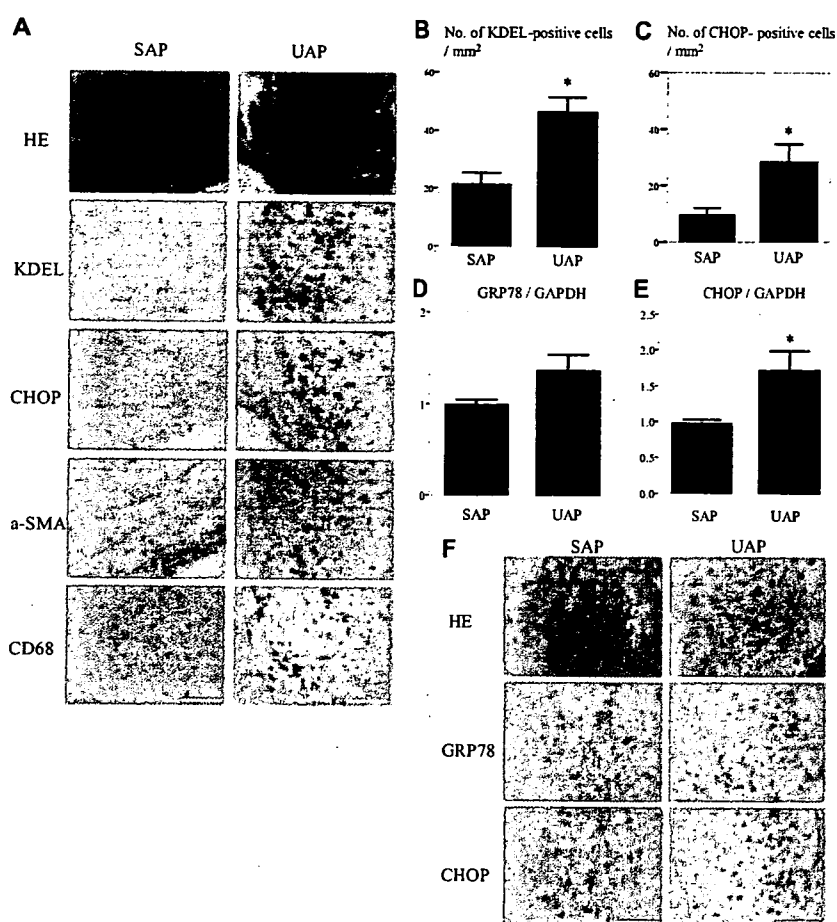 A
SAP UAP
HE
KDEL
CHOP
a-SMA
CD68
B No. of KDEL-positive cells
/ mm²
60
40
20
0
*
SAP UAP
C No. of CHOP- positive cells
/ mm²
60
40
20
0
*
SAP UAP
D GRP78 / GAPDH
2
1
0
SAP UAP
E CHOP / GAPDH
2.5
2.0
1.5
1.0
0.5
0.0
*
SAP UAP
F SAP UAP
HE
GRP78
CHOP